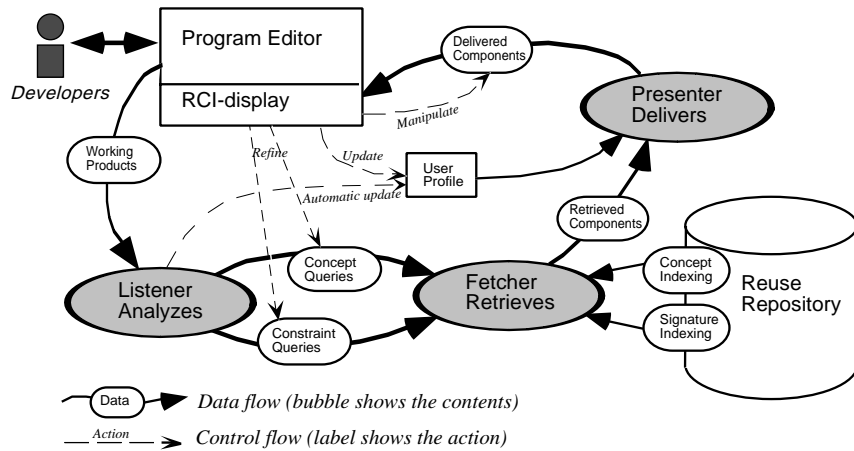 Program Editor
RCI-display
Developers
Delivered
Components
Presenter
Delivers
Manipulate
Working
Products
Refine
Update
User
Profile
Automatic update
Retrieved
Components
Listener
Analyzes
Concept
Queries
Constraint
Queries
Fetcher
Retrieves
Concept
Indexing
Signature
Indexing
Reuse
Repository
Data
Data flow (bubble shows the contents)
Action
Control flow (label shows the action)